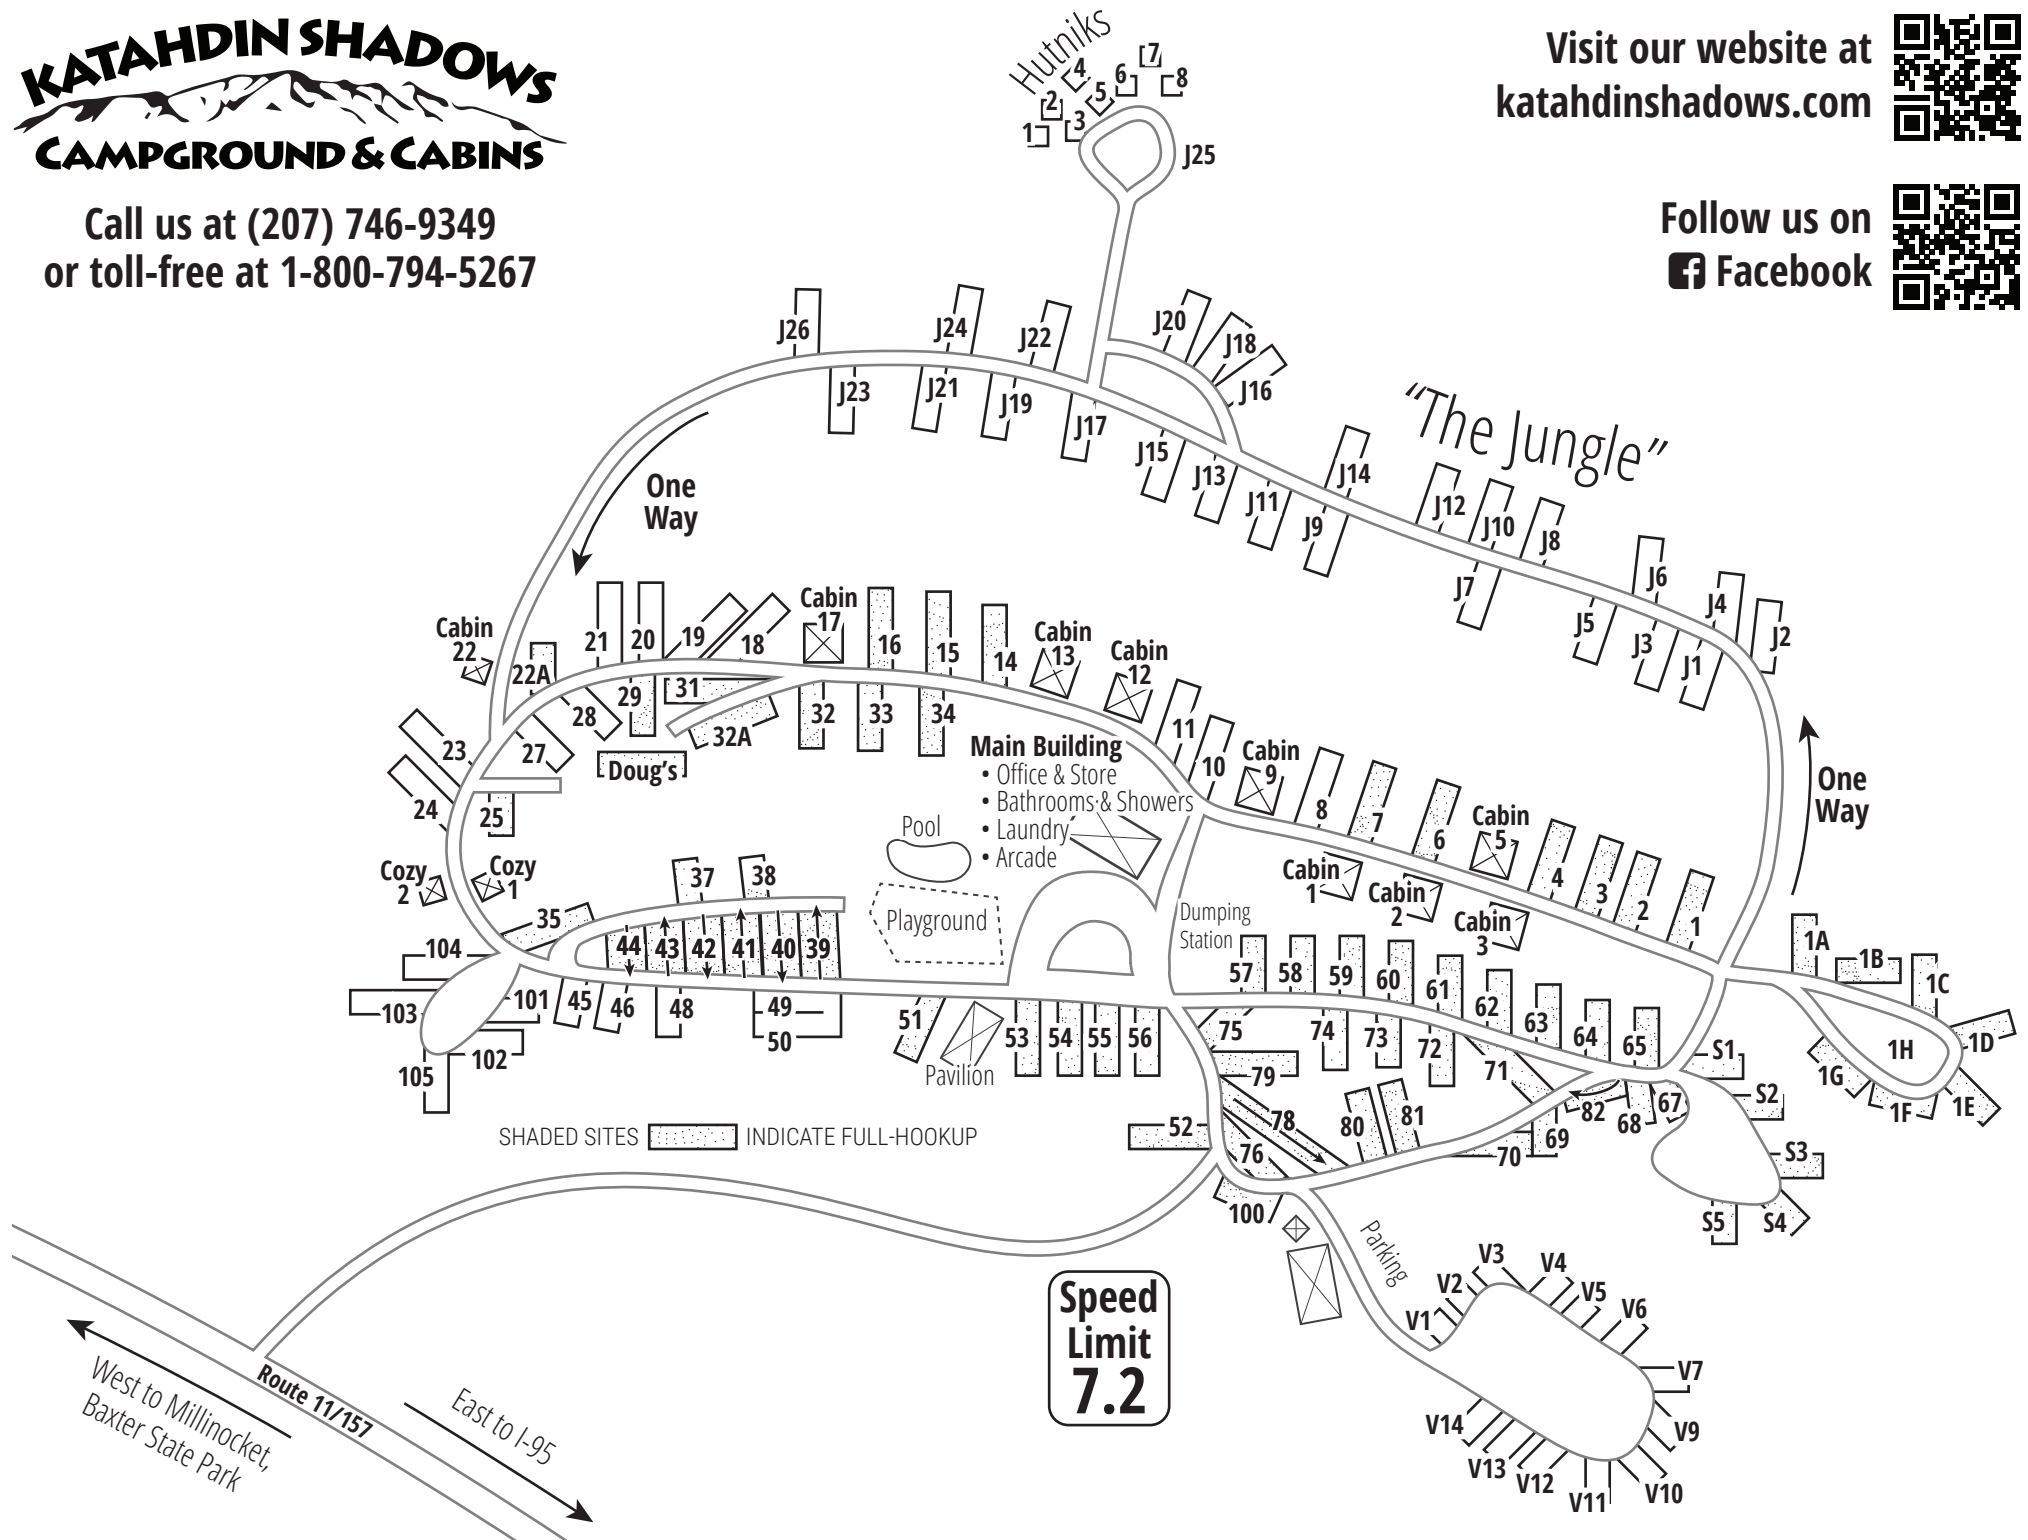 KATAHDIN SHADOWS
CAMPGROUND & CABINS
Call us at (207) 746-9349
or toll-free at 1-800-794-5267
Visit our website at
katahdinshadows.com
Follow us on
Facebook
Hutniks
1
2
3
4
5
6
7
8
J25
J26
J24
J22
J20
J18
J16
J23
J21
J19
J17
J15
J13
J11
J9
J14
"The Jungle"
J12
J10
J8
J7
J6
J5
J4
J3
J2
J1
One
Way
Cabin
22
22A
21
20
19
18
Cabin
17
16
15
14
Cabin
13
Cabin
12
11
10
Cabin
9
8
7
6
Cabin
5
4
3
2
1
One
Way
23
24
25
27
28
29
31
32A
32
33
34
Doug's
Main Building
• Office & Store
• Bathrooms & Showers
• Laundry
• Arcade
Pool
Playground
Cabin
1
Cabin
2
Cabin
3
Dumping
Station
Cozy
2
Cozy
1
35
37
38
44
43
42
41
40
39
104
103
101
102
105
45
46
48
49
50
51
Pavilion
53
54
55
56
57
58
59
60
61
62
63
64
65
75
74
73
72
71
79
78
80
81
82
68
67
69
70
52
76
100
1A
1B
1C
1D
1E
1F
1G
1H
S1
S2
S3
S4
S5
SHADED SITES
INDICATE FULL-HOOKUP
Parking
V1
V2
V3
V4
V5
V6
V7
V9
V10
V11
V12
V13
V14
Speed
Limit
7.2
Route 11/157
West to Millinocket,
Baxter State Park
East to I-95